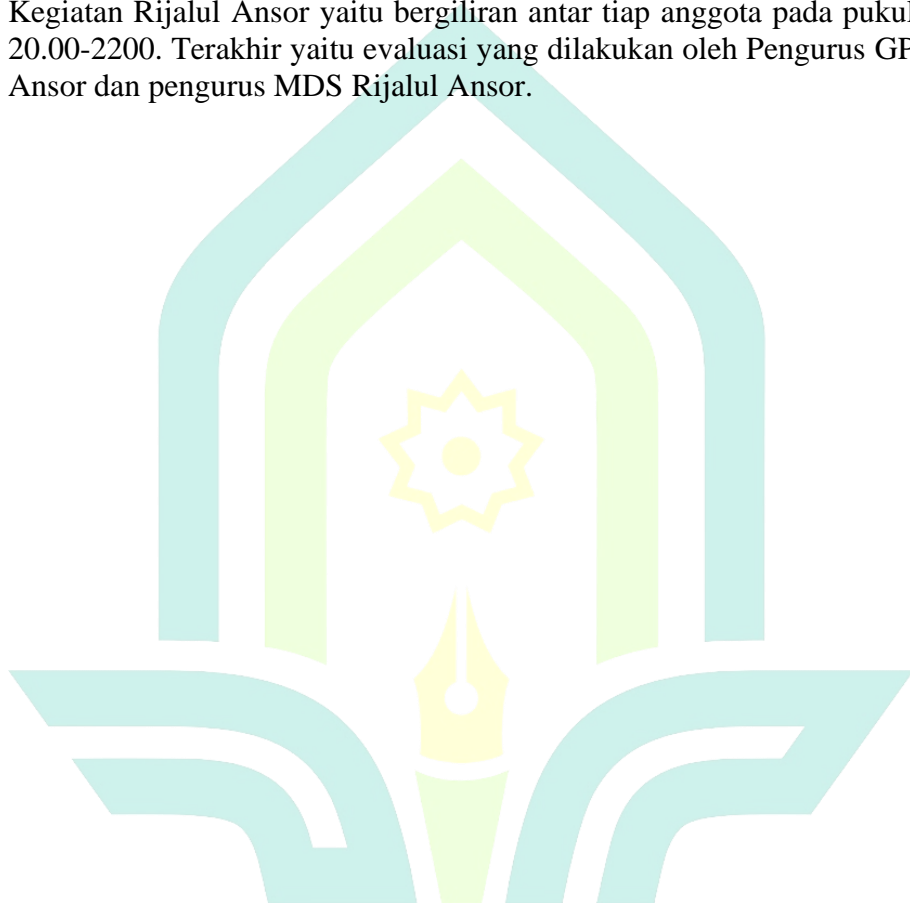 Kegiatan Rijalul Ansor yaitu bergiliran antar tiap anggota pada pukul
20.00-2200. Terakhir yaitu evaluasi yang dilakukan oleh Pengurus GP
Ansor dan pengurus MDS Rijalul Ansor.